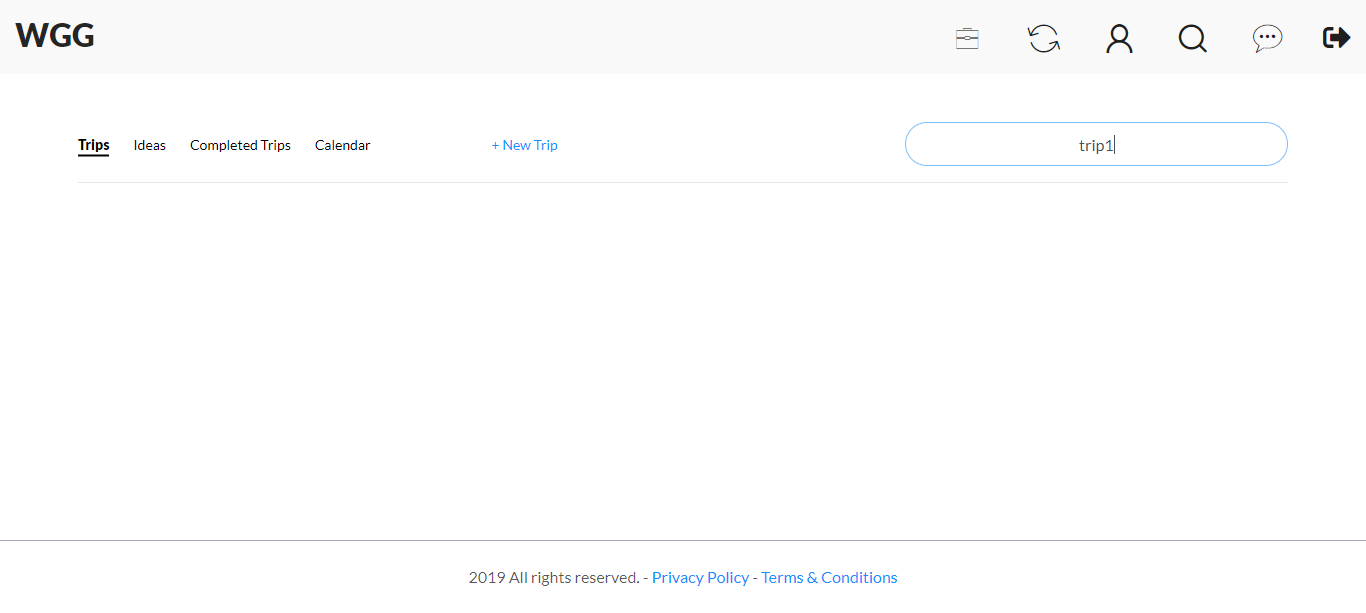 WGG
Trips Ideas Completed Trips Calendar + New Trip trip1
2019 All rights reserved. - Privacy Policy - Terms & Conditions